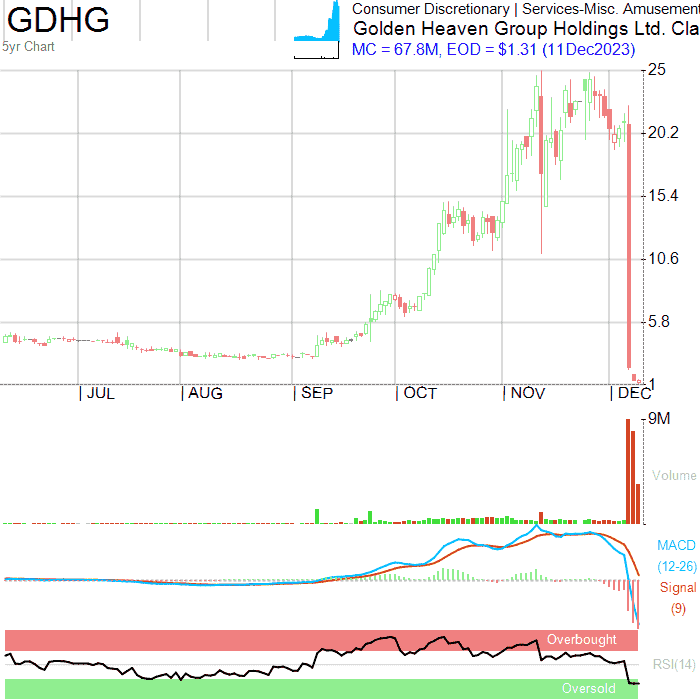 GDHG
5yr Chart
Consumer Discretionary | Services-Misc. Amusement
Golden Heaven Group Holdings Ltd. Cla
MC = 67.8M, EOD = $1.31 (11Dec2023)
25
20.2
15.4
10.6
5.8
1
| JUL | AUG | SEP | OCT | NOV | DEC
9M
Volume
MACD
(12-26)
Signal
(9)
Overbought
RSI(14)
Oversold